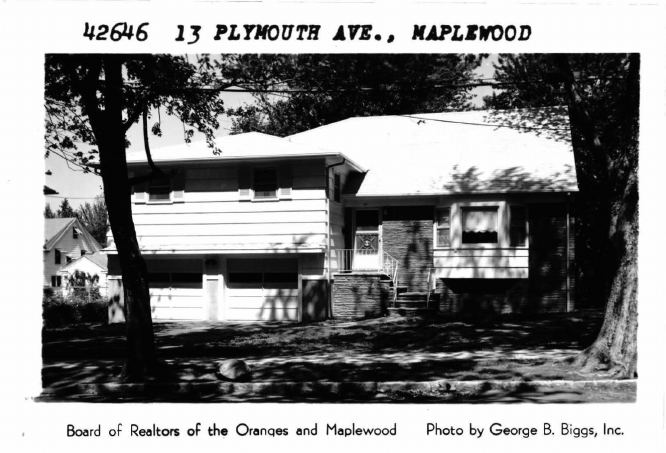 42646 13 PLYMOUTH AVE., MAPLEWOOD
Board of Realtors of the Oranges and Maplewood Photo by George B. Biggs, Inc.